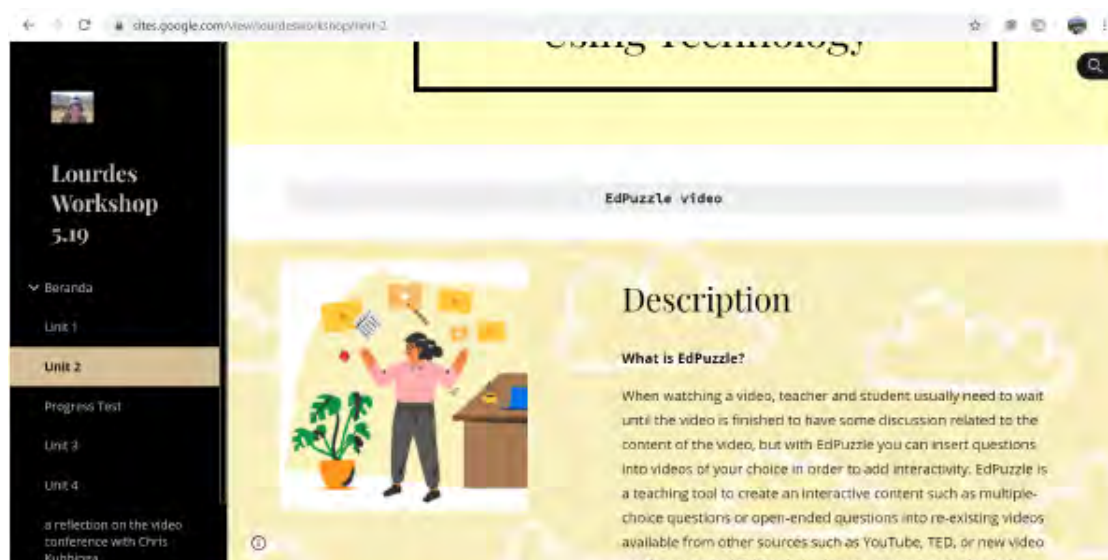 sites.google.com/view/lourdesworkshop/unit-2
Using Technology
Lourdes
Workshop
5.19
EdPuzzle video
Beranda
Unit 1
Unit 2
Progress Test
Unit 3
Unit 4
a reflection on the video
conference with Chris
Kubbinga
Description
What is EdPuzzle?
When watching a video, teacher and student usually need to wait
until the video is finished to have some discussion related to the
content of the video, but with EdPuzzle you can insert questions
into videos of your choice in order to add interactivity. EdPuzzle is
a teaching tool to create an interactive content such as multiple-
choice questions or open-ended questions into re-existing videos
available from other sources such as YouTube, TED, or new video